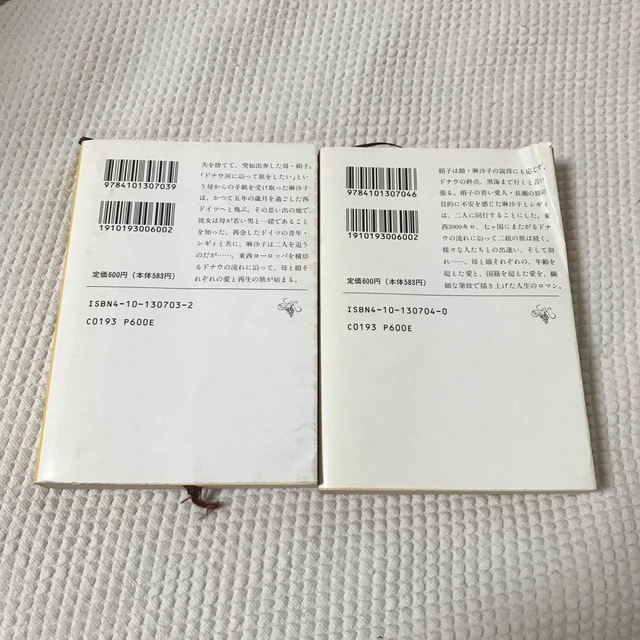 9784101307039
1910193006002
定価600円(本体583円)
夫を捨てて、突如出奔した母・絹子。
「ドナウ河に沿って旅をしたい」とい
う母からの手紙を受け取った麻沙子
は、かつて五年の歳月を過ごした西
ドイツへと飛ぶ。その思い出の地で、
彼女は母が若い男と一緒であること
を知った。再会したドイツの青年・
シギィと共に、麻沙子は二人を追う
のだが……。東西ヨーロッパを横切
るドナウの流れに沿って、母と娘そ
れぞれの愛と再生の旅が始まる。
ISBN4-10-130703-2
C0193 P600E
9784101307046
1910193006002
定価600円(本体583円)
絹子は娘・麻沙子の説得にも応じず、
ドナウの終点、黒海まで行くと言い
張る。絹子の若い愛人・長瀬の旅の
目的に不安を感じた麻沙子とシギィ
は、二人に同行することにした。東
西3000キロ、七ヶ国にまたがるドナ
ウの流れに沿って二組の旅は続く。
様々な人たちとの出逢い、そして別
れ――。母と娘それぞれの、年齢を
超えた愛と、国籍を超えた愛を、繊
細な筆致で描き上げた人生のロマン。
ISBN4-10-130704-0
C0193 P600E